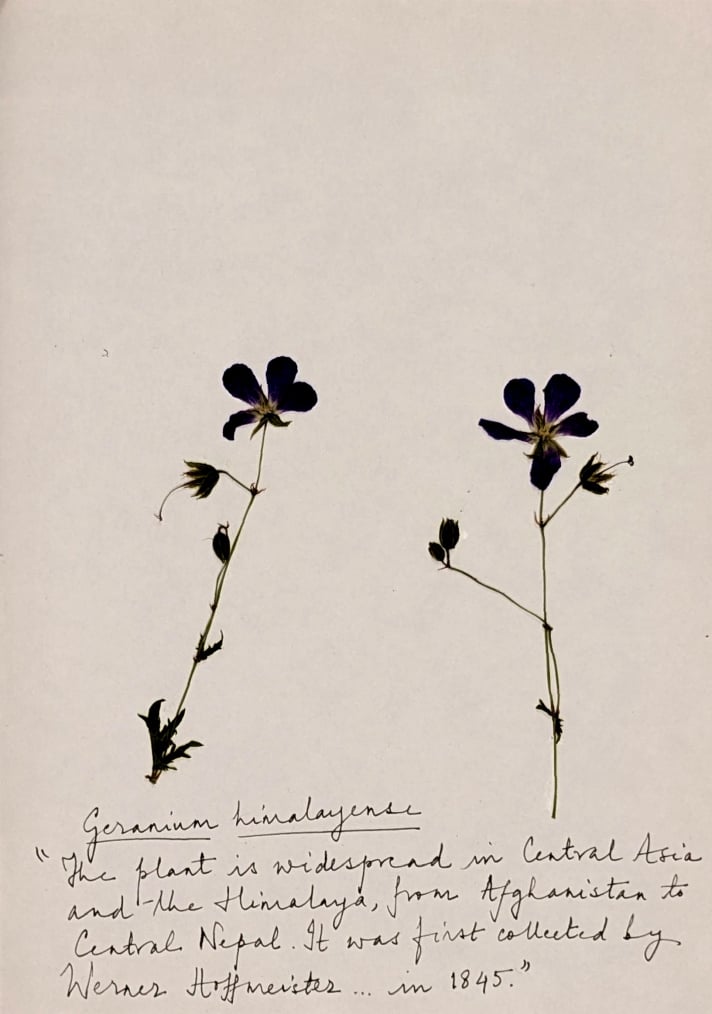 Geranium himalayense
"The plant is widespread in Central Asia
and the Himalaya, from Afghanistan to
Central Nepal. It was first collected by
Werner Hoffmeister ... in 1845."